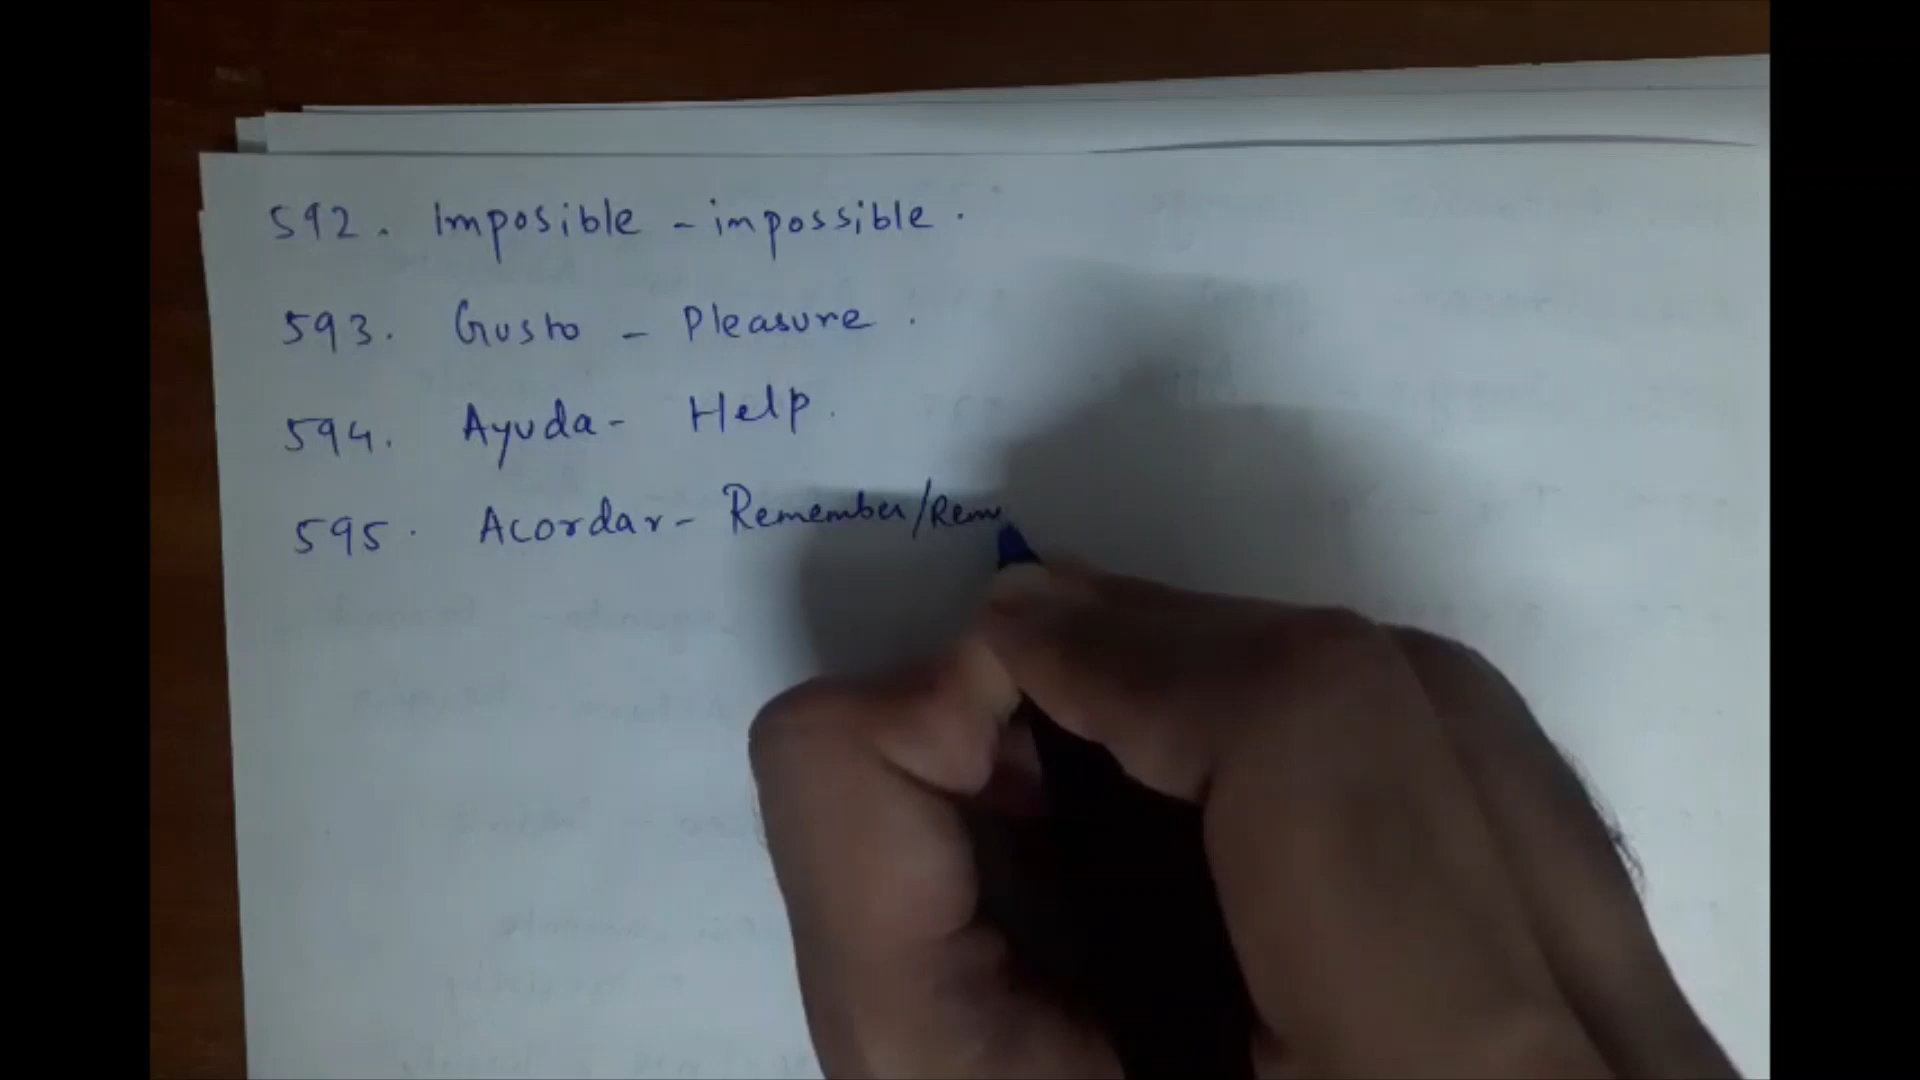 592. Imposible - impossible.
593. Gusto - Pleasure.
594. Ayuda - Help.
595. Acordar - Remember/Rem